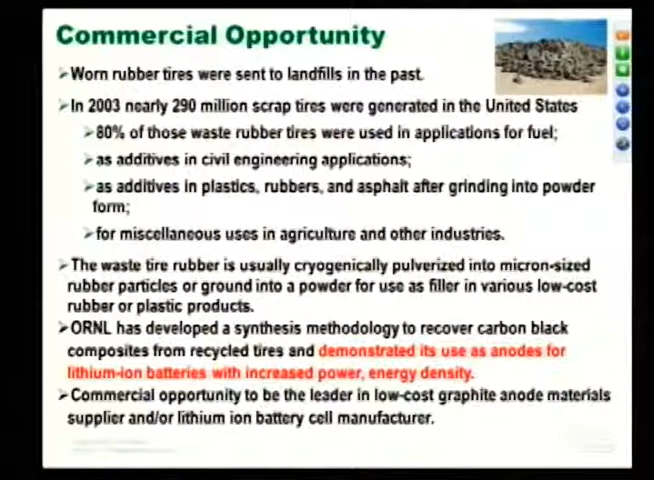 Commercial Opportunity
➢Worn rubber tires were sent to landfills in the past.
➢In 2003 nearly 290 million scrap tires were generated in the United States
➢80% of those waste rubber tires were used in applications for fuel;
➢as additives in civil engineering applications;
➢as additives in plastics, rubbers, and asphalt after grinding into powder
form;
➢for miscellaneous uses in agriculture and other industries.
➢The waste tire rubber is usually cryogenically pulverized into micron-sized
rubber particles or ground into a powder for use as filler in various low-cost
rubber or plastic products.
➢ORNL has developed a synthesis methodology to recover carbon black
composites from recycled tires and demonstrated its use as anodes for
lithium-ion batteries with increased power, energy density.
➢Commercial opportunity to be the leader in low-cost graphite anode materials
supplier and/or lithium ion battery cell manufacturer.